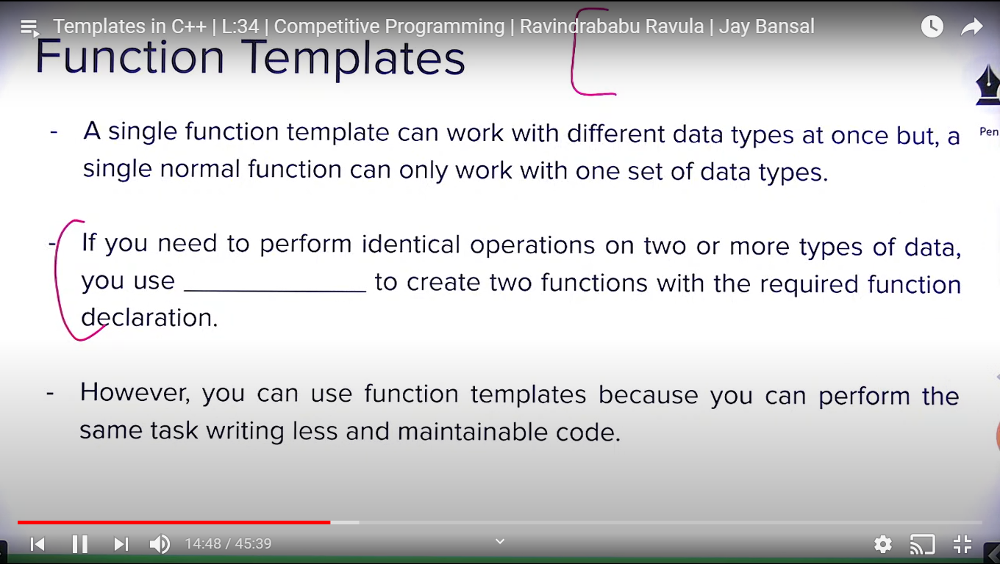 Templates in C++ | L:34 | Competitive Programming | Ravindrababu Ravula | Jay Bansal
Function Templates
Pen
- A single function template can work with different data types at once but, a
single normal function can only work with one set of data types.
- If you need to perform identical operations on two or more types of data,
you use ______________ to create two functions with the required function
declaration.
- However, you can use function templates because you can perform the
same task writing less and maintainable code.
14:48 / 45:39